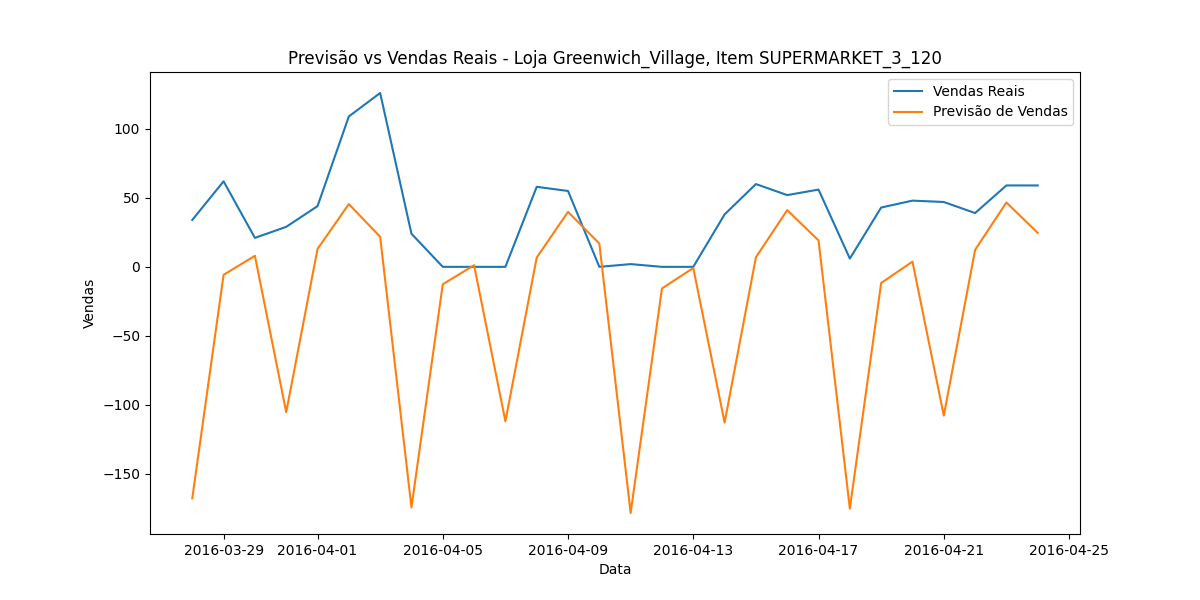 Previsão vs Vendas Reais - Loja Greenwich_Village, Item SUPERMARKET_3_120
Vendas Reais
Previsão de Vendas
100
50
0
−50
−100
−150
Vendas
2016-03-29 2016-04-01 2016-04-05 2016-04-09 2016-04-13 2016-04-17 2016-04-21 2016-04-25
Data